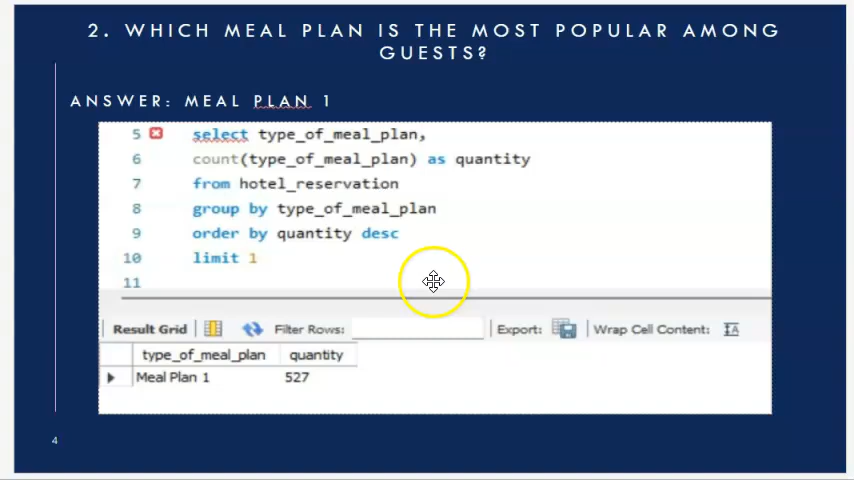 2. WHICH MEAL PLAN IS THE MOST POPULAR AMONG
GUESTS?
ANSWER: MEAL PLAN 1
5 select type_of_meal_plan,
6 count(type_of_meal_plan) as quantity
7 from hotel_reservation
8 group by type_of_meal_plan
9 order by quantity desc
10 limit 1
11
Result Grid Filter Rows: Export: Wrap Cell Content:
type_of_meal_plan quantity
Meal Plan 1 527
4